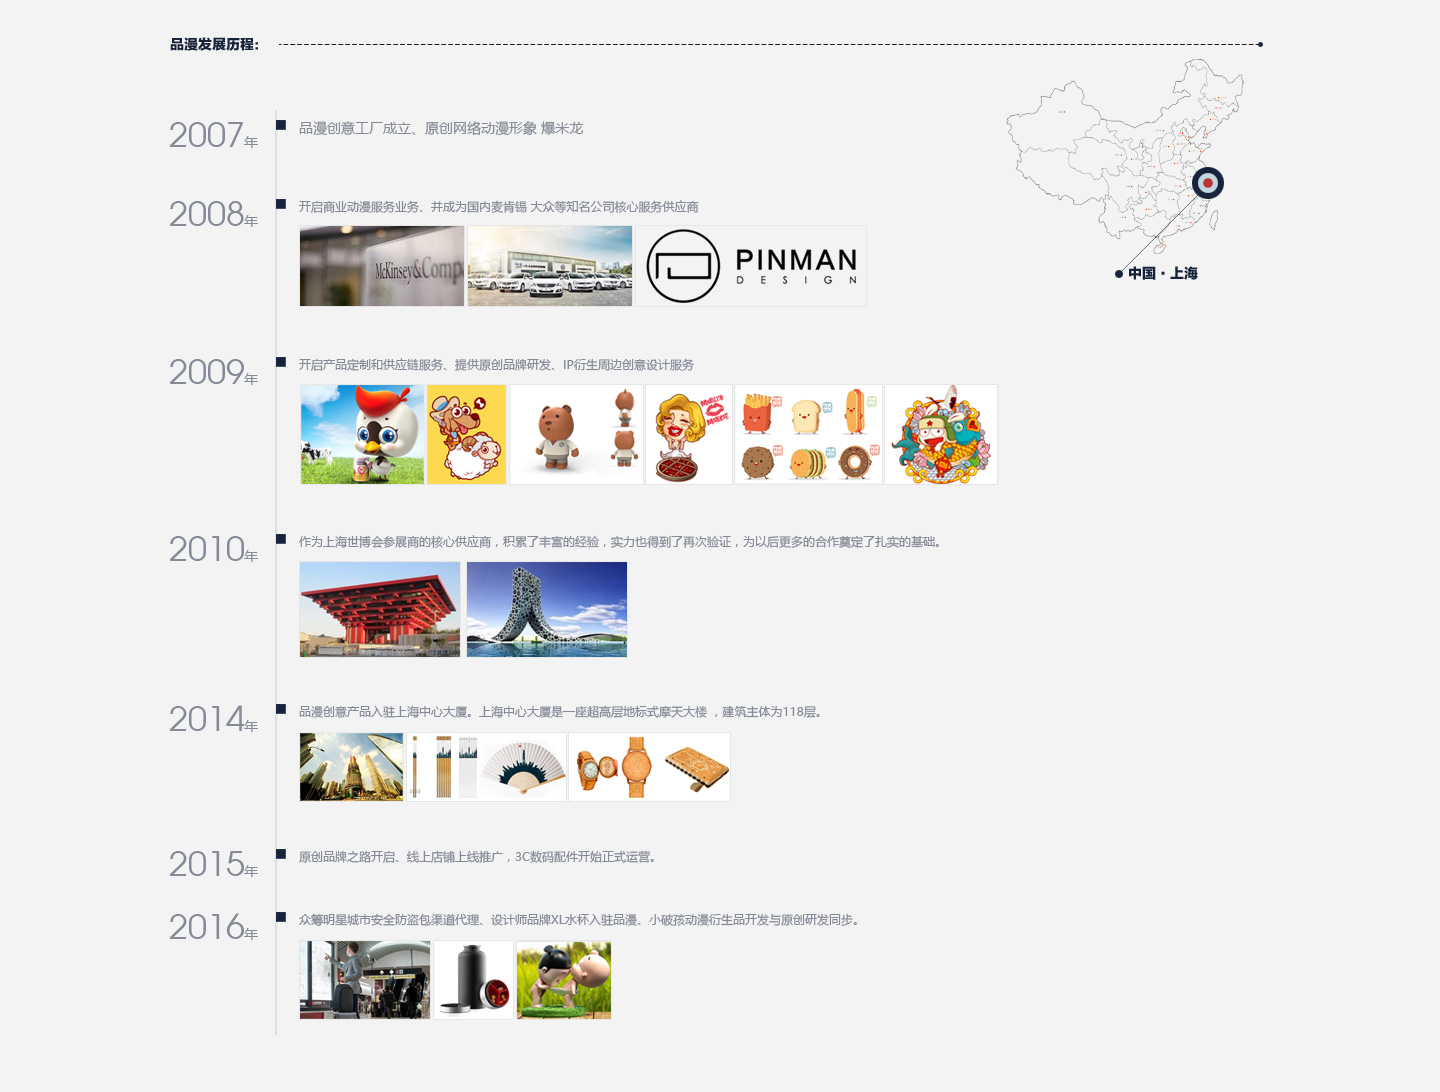 品漫发展历程:
2007年
品漫创意工厂成立、原创网络动漫形象 爆米龙
中国·上海
2008年
开启商业动漫服务业务、并成为国内麦肯锡 大众等知名公司核心服务供应商
McKinsey&Comp
PINMAN
DESIGN
2009年
开启产品定制和供应链服务、提供原创品牌研发、IP衍生周边创意设计服务
2010年
作为上海世博会参展商的核心供应商，积累了丰富的经验，实力也得到了再次验证，为以后更多的合作奠定了扎实的基础。
2014年
品漫创意产品入驻上海中心大厦。上海中心大厦是一座超高层地标式摩天大楼 ，建筑主体为118层。
2015年
原创品牌之路开启、线上店铺上线推广，3C数码配件开始正式运营。
2016年
众筹明星城市安全防盗包渠道代理、设计师品牌XL水杯入驻品漫、小破孩动漫衍生品开发与原创研发同步。